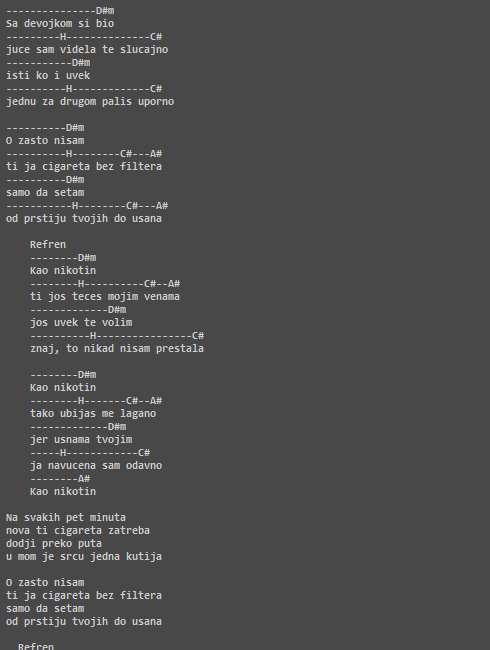 ---------------D#m
Sa devojkom si bio
---------H--------------C#
juce sam videla te slucajno
-----------D#m
isti ko i uvek
----------H-------------C#
jednu za drugom palis uporno

----------D#m
O zasto nisam
----------H--------C#---A#
ti ja cigareta bez filtera
----------D#m
samo da setam
-----------H--------C#---A#
od prstiju tvojih do usana

    Refren
    --------D#m
    Kao nikotin
    --------H----------C#--A#
    ti jos teces mojim venama
    -------------D#m
    jos uvek te volim
    ----------H----------------C#
    znaj, to nikad nisam prestala

    --------D#m
    Kao nikotin
    --------H-------C#--A#
    tako ubijas me lagano
    -------------D#m
    jer usnama tvojim
    -----H------------C#
    ja navucena sam odavno
    --------A#
    Kao nikotin

Na svakih pet minuta
nova ti cigareta zatreba
dodji preko puta
u mom je srcu jedna kutija

O zasto nisam
ti ja cigareta bez filtera
samo da setam
od prstiju tvojih do usana

  Refren